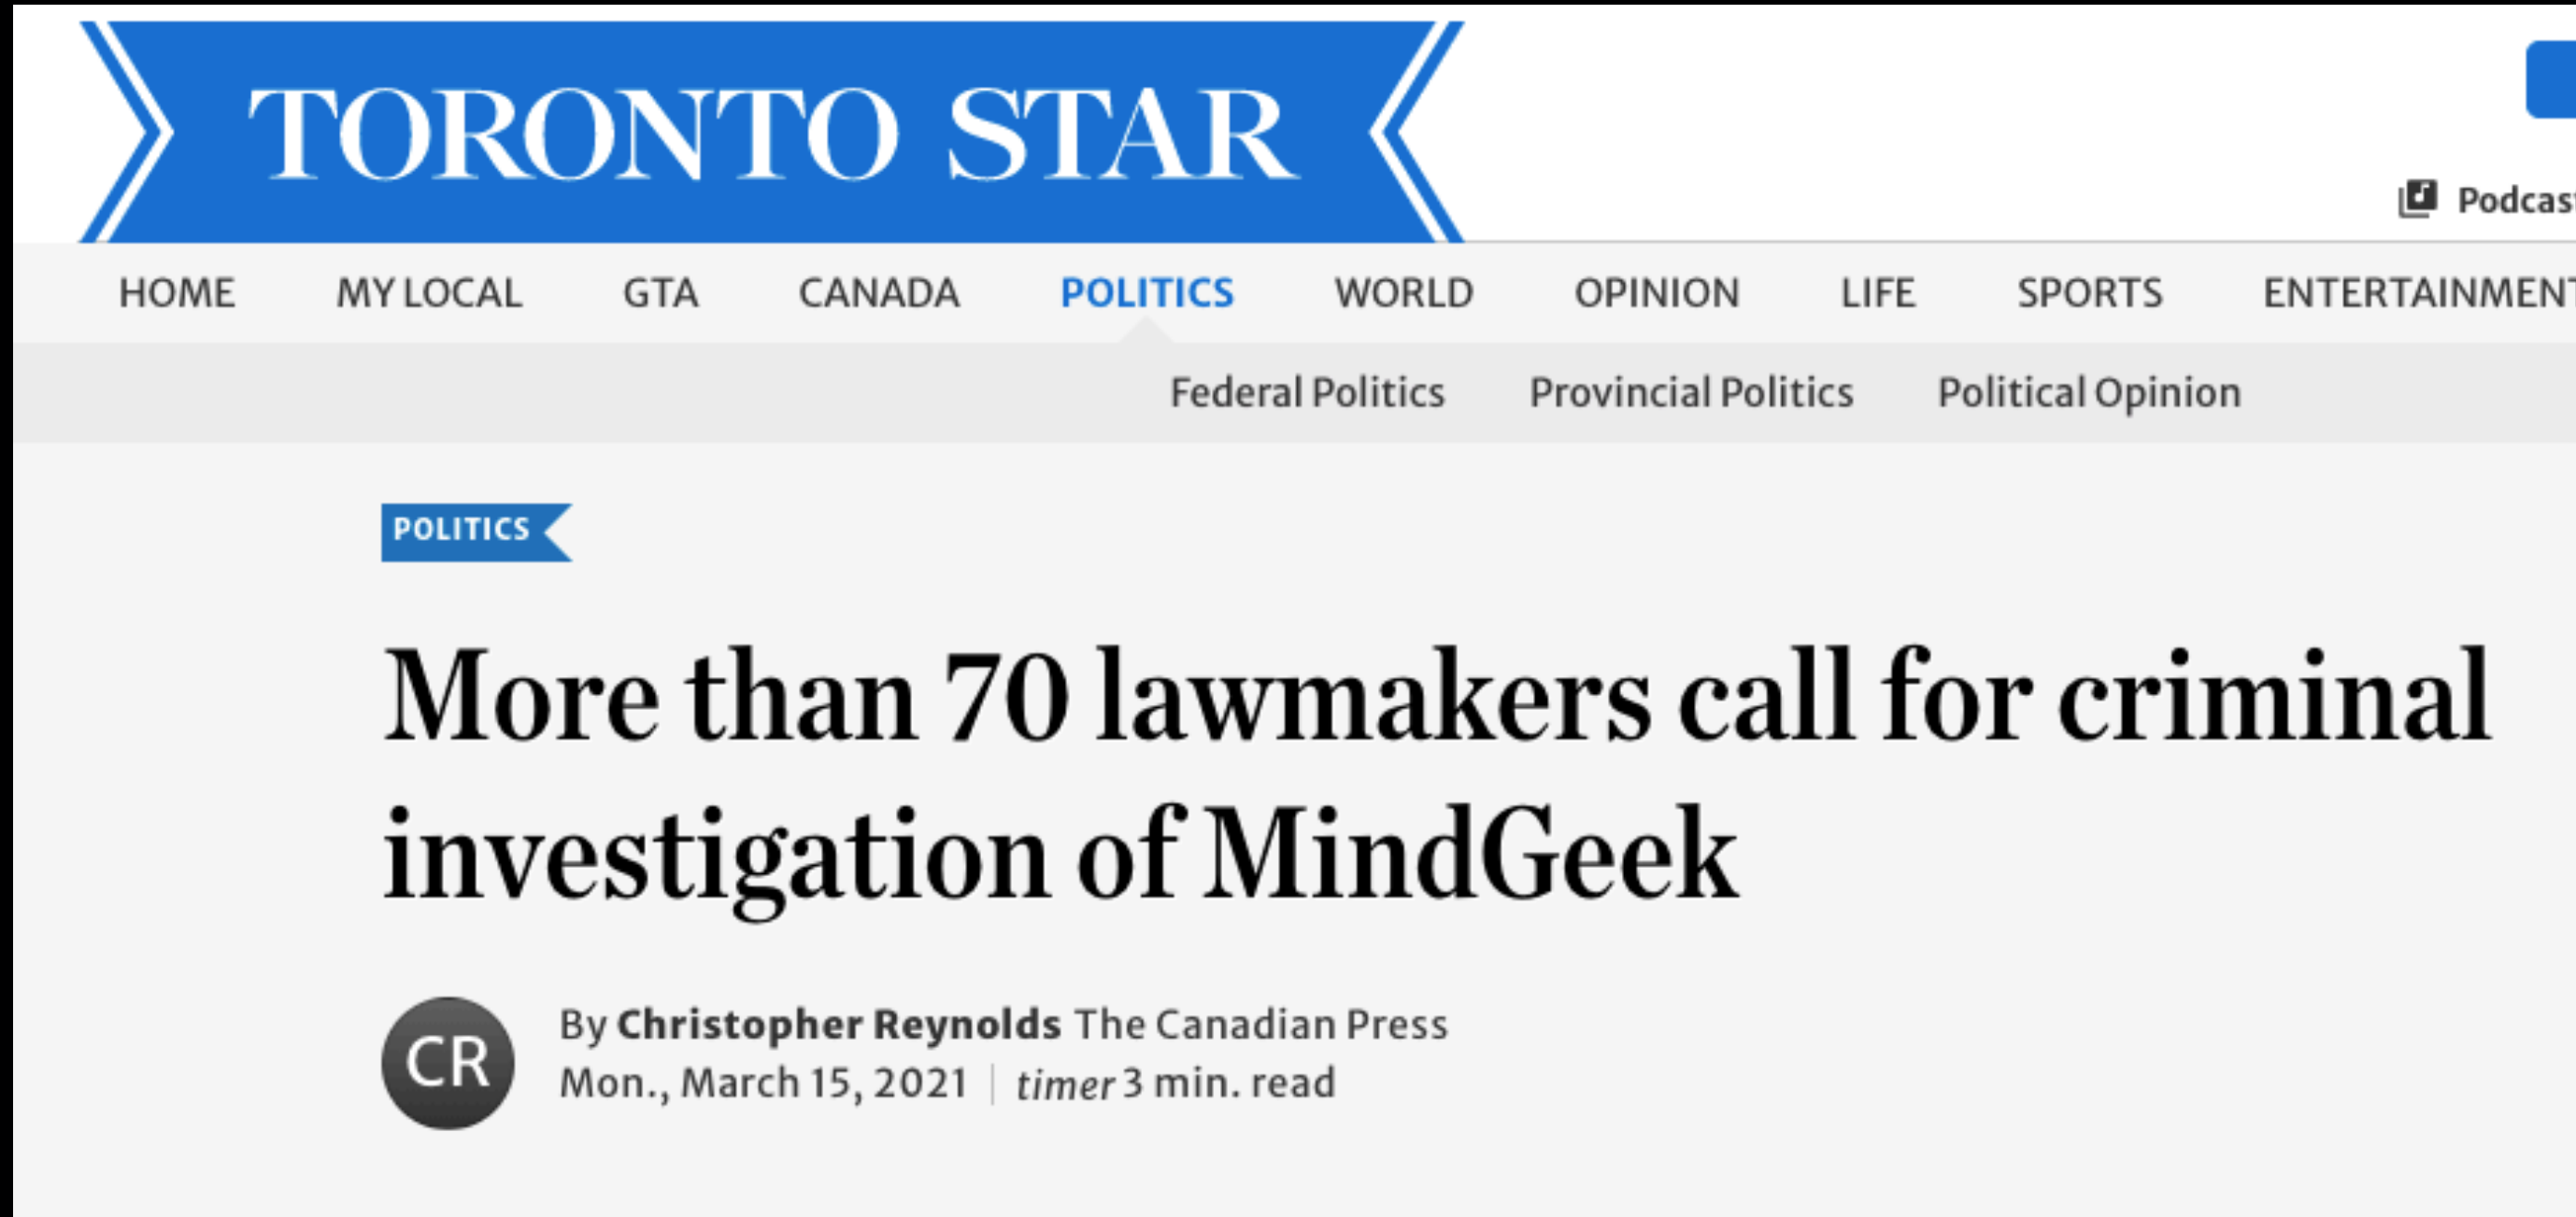 TORONTO STAR
Podcas
HOME MY LOCAL GTA CANADA POLITICS WORLD OPINION LIFE SPORTS ENTERTAINMENT
Federal Politics Provincial Politics Political Opinion
POLITICS
More than 70 lawmakers call for criminal
investigation of MindGeek
CR
By Christopher Reynolds The Canadian Press
Mon., March 15, 2021 | timer 3 min. read